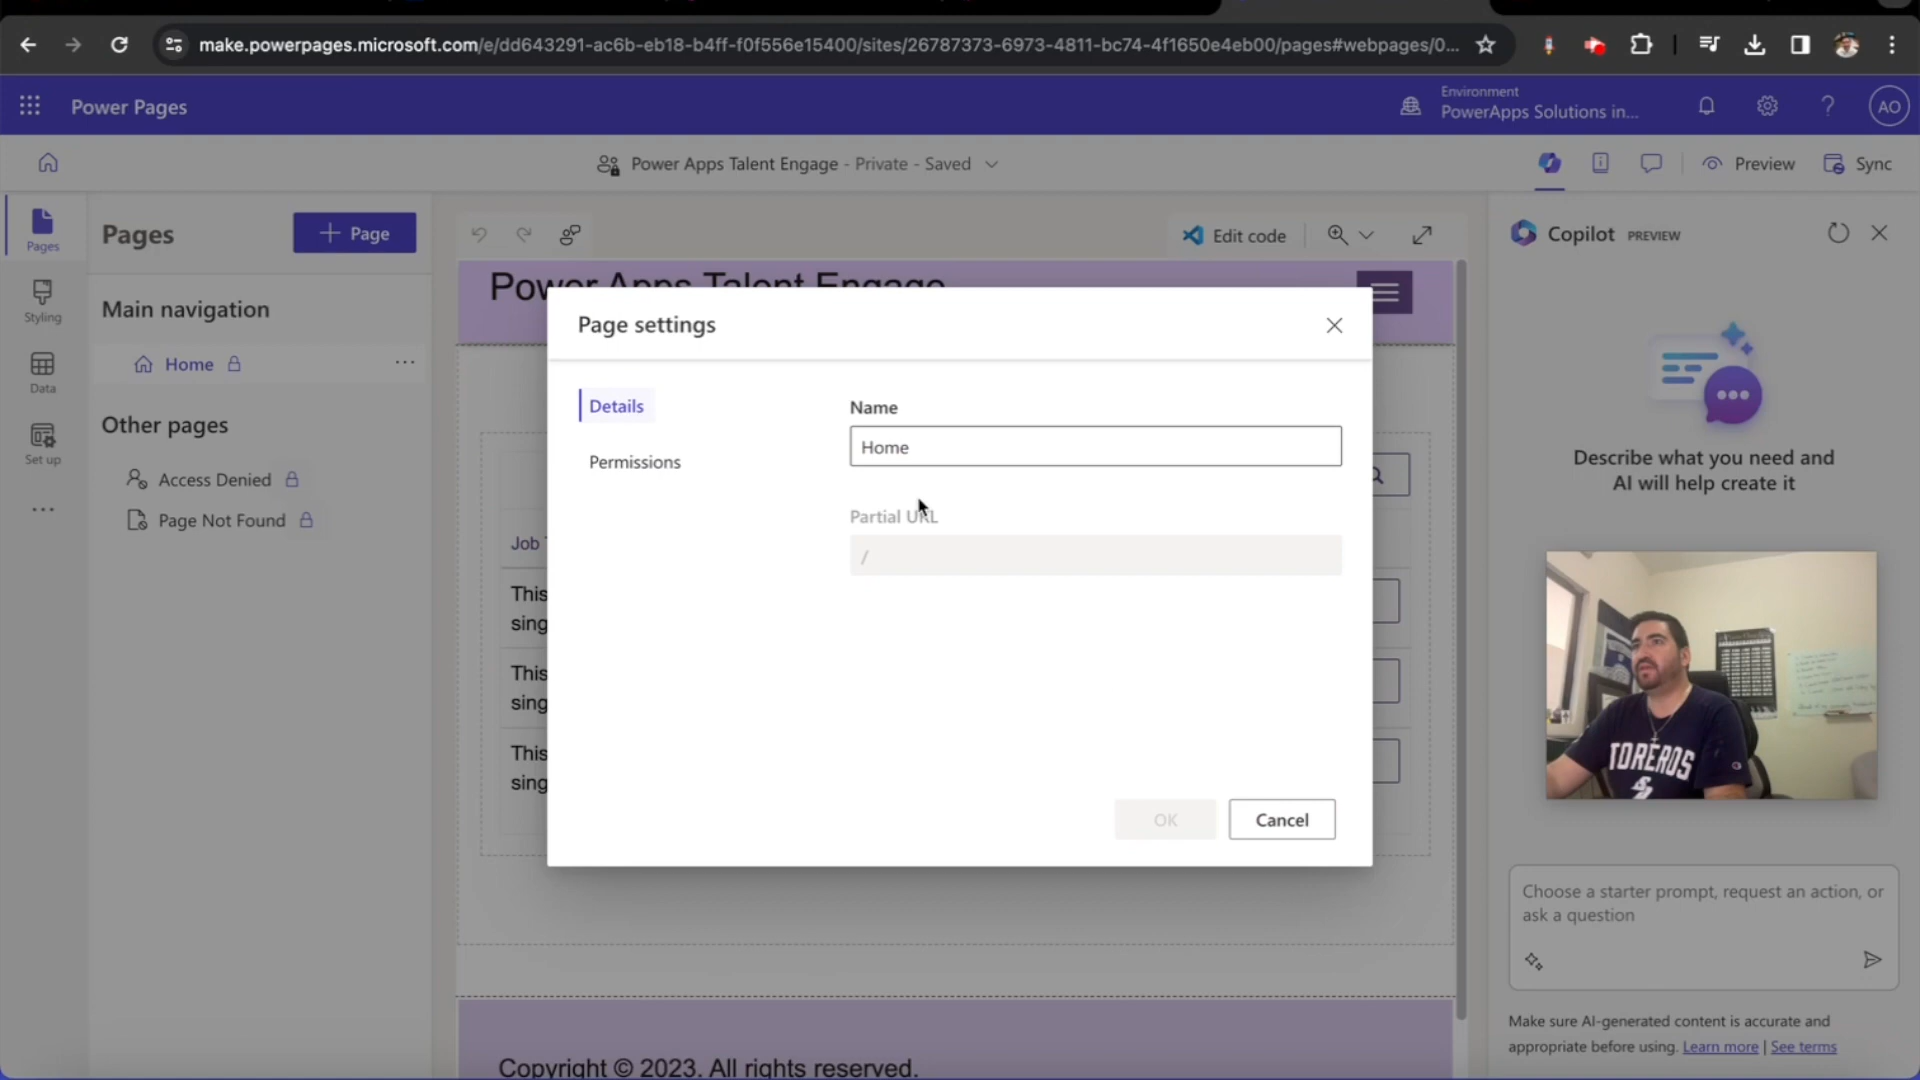 make.powerpages.microsoft.com/e/dd643291-ac6b-eb18-b4ff-f0f556e15400/sites/26787373-6973-4811-bc74-4f1650e4eb00/pages#webpages/0...
Power Pages
Environment
PowerApps Solutions in...
AO
Power Apps Talent Engage - Private - Saved
Preview
Sync
Pages
Styling
Data
Set up
Pages
+ Page
Main navigation
Home
Other pages
Access Denied
Page Not Found
Edit code
Power Apps Talent Engage
Job
This
sing
This
sing
This
sing
Copyright © 2023. All rights reserved.
Page settings
Details
Permissions
Name
Home
Partial URL
/
OK
Cancel
Copilot PREVIEW
Describe what you need and
AI will help create it
TOREROS
Choose a starter prompt, request an action, or
ask a question
Make sure AI-generated content is accurate and
appropriate before using. Learn more | See terms